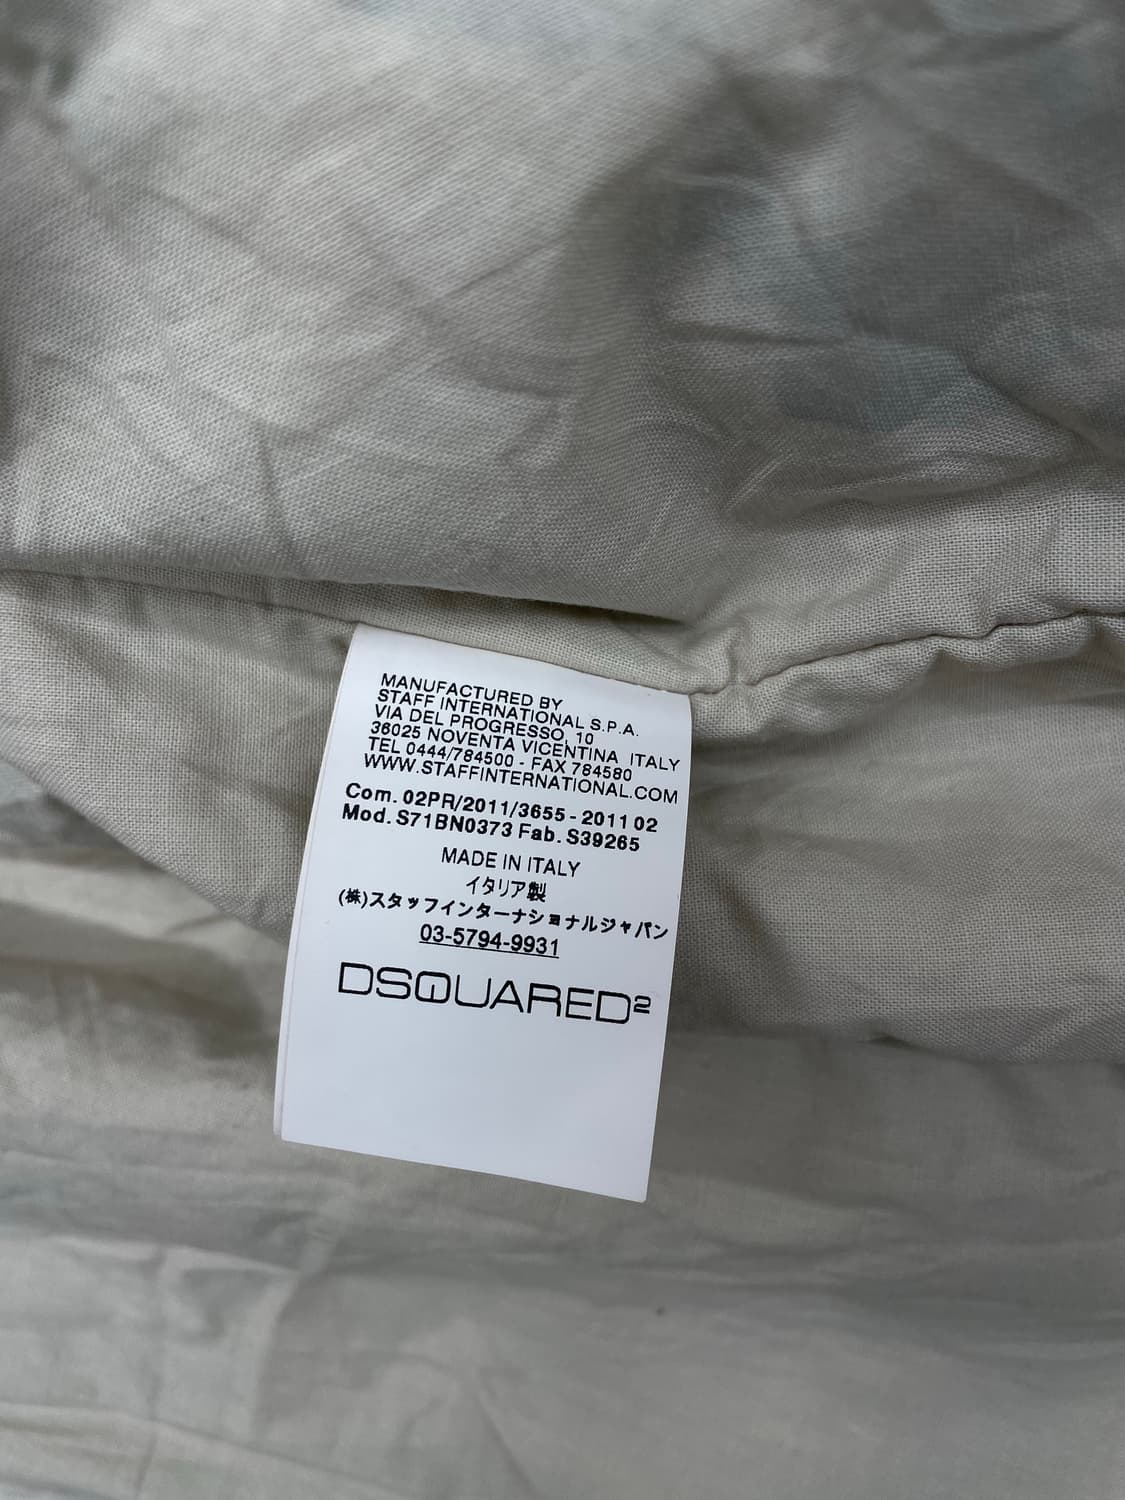 MANUFACTURED BY
STAFF INTERNATIONAL S.P.A.
VIA DEL PROGRESSO, 10
36025 NOVENTA VICENTINA ITALY
TEL 0444/784500 - FAX 784580
WWW.STAFFINTERNATIONAL.COM
Com. 02PR/2011/3655 - 2011 02
Mod. S71BN0373 Fab. S39265
MADE IN ITALY
イタリア製
(株)スタッフインターナショナルジャパン
03-5794-9931
DSQUARED²